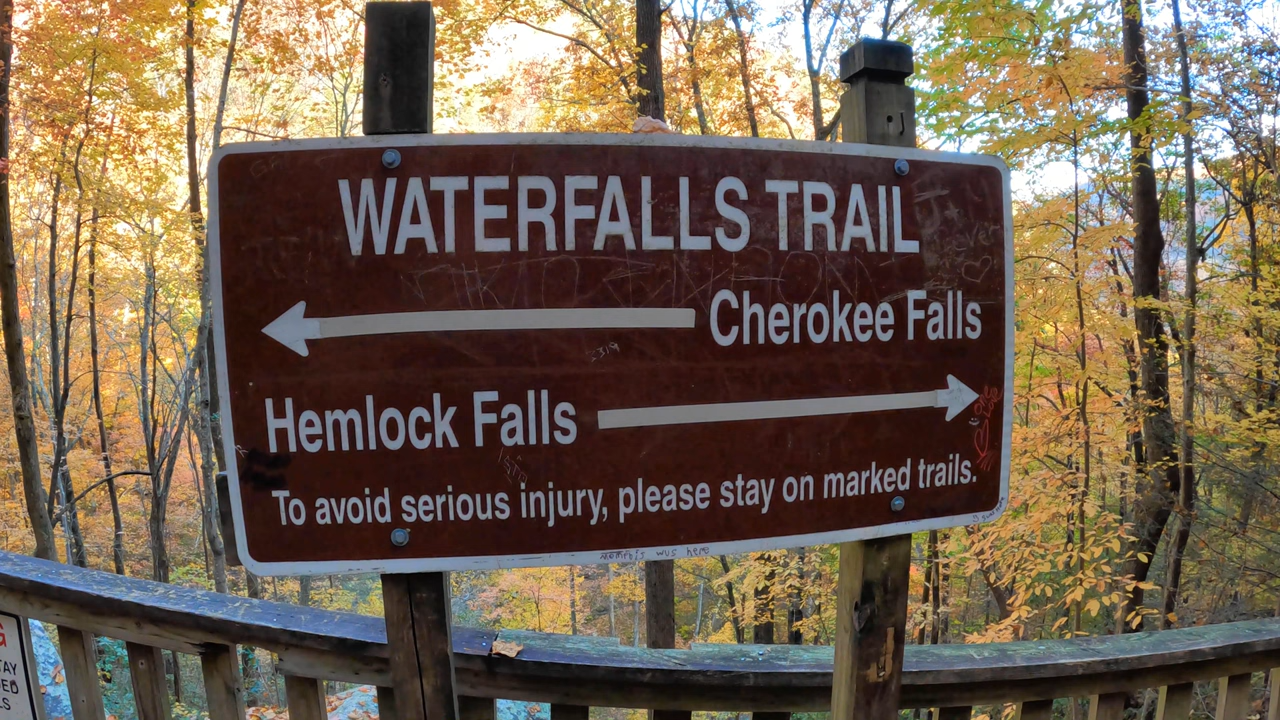 WATERFALLS TRAIL
Cherokee Falls
Hemlock Falls
To avoid serious injury, please stay on marked trails.